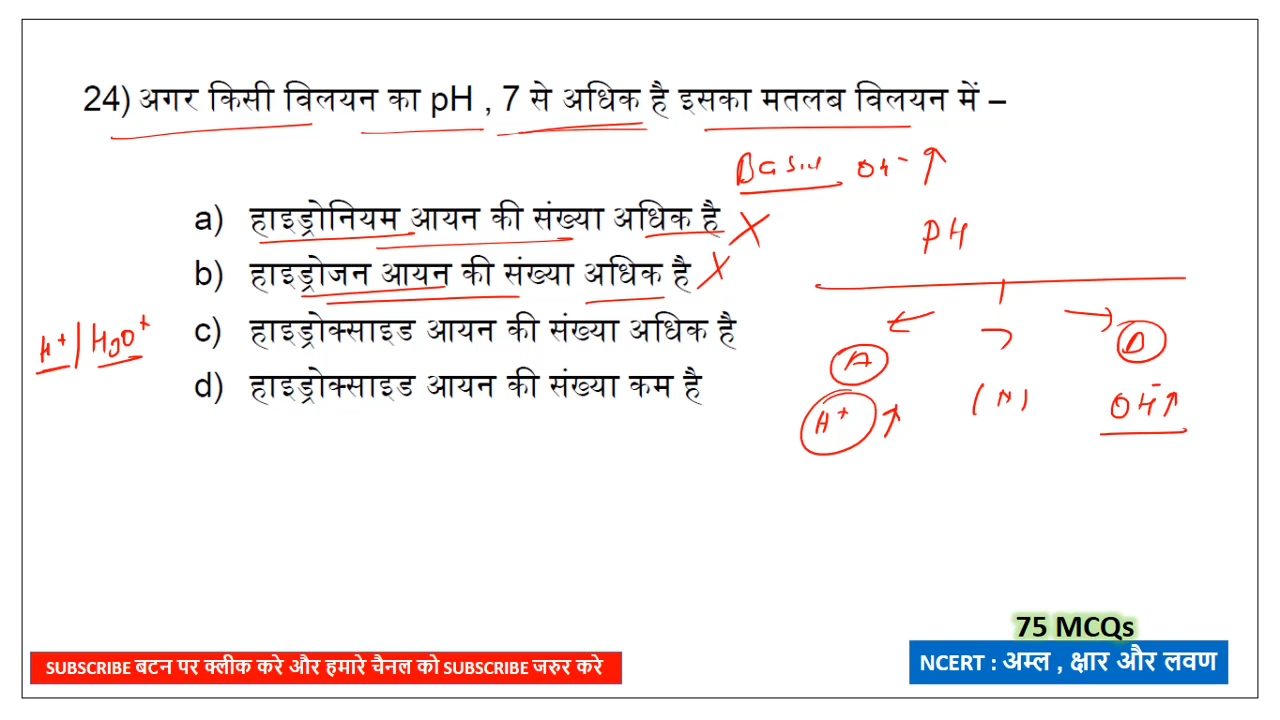 24) अगर किसी विलयन का pH , 7 से अधिक है इसका मतलब विलयन में –
Basic OH⁻ ↑
a) हाइड्रोनियम आयन की संख्या अधिक है X
pH
b) हाइड्रोजन आयन की संख्या अधिक है X
H⁺ / H₃O⁺
c) हाइड्रोक्साइड आयन की संख्या अधिक है
A 7 B
d) हाइड्रोक्साइड आयन की संख्या कम है
H⁺ ↑ (N) OH⁻ ↑
75 MCQs
SUBSCRIBE बटन पर क्लीक करे और हमारे चैनल को SUBSCRIBE जरुर करे
NCERT : अम्ल , क्षार और लवण